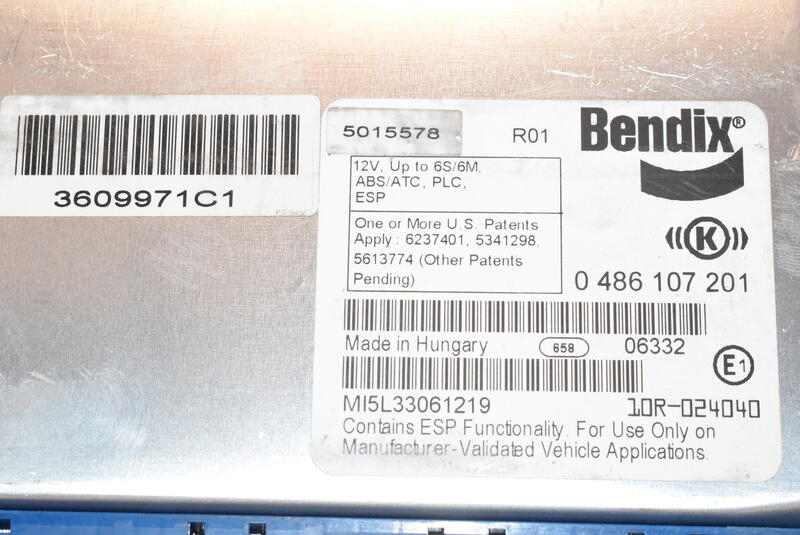 3609971C1
5015578
R01
Bendix®
12V, Up to 6S/6M,
ABS/ATC, PLC,
ESP
One or More U.S. Patents
Apply : 6237401, 5341298,
5613774 (Other Patents
Pending)
((K))
0 486 107 201
Made in Hungary 658 06332
E1
MI5L33061219 10R-024040
Contains ESP Functionality. For Use Only on
Manufacturer-Validated Vehicle Applications.